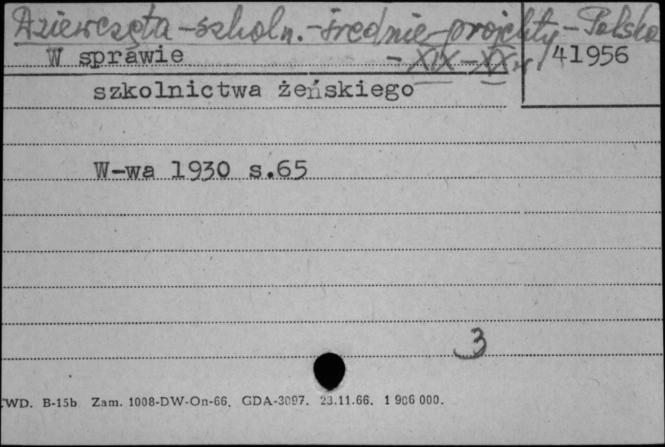 Dziewczęta – szkoln. – średnie – projekty – Polska
W sprawie – XIX – XX w. 41956
szkolnictwa żeńskiego
W-wa 1930 s.65
3
WD. B-15b Zam. 1008-DW-On-66. GDA-3097. 23.11.66. 1 906 000.